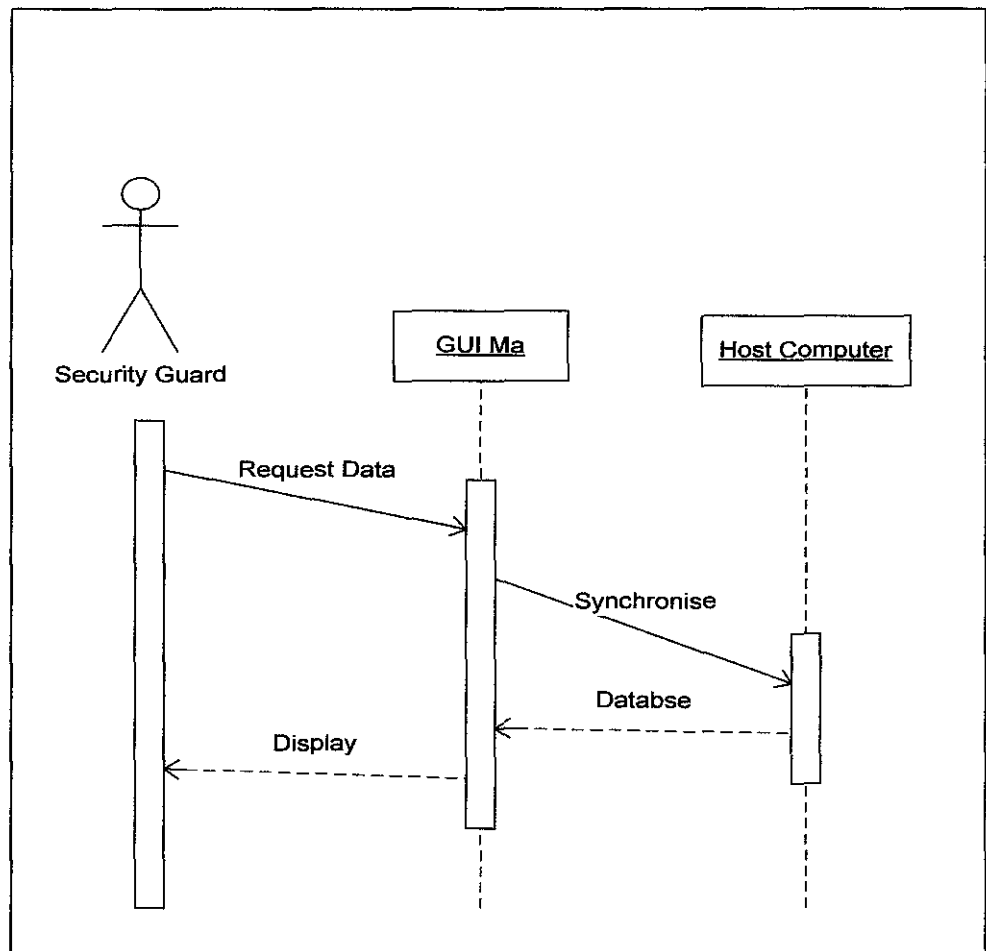 Security Guard
GUI Ma
Host Computer
Request Data
Synchronise
Databse
Display